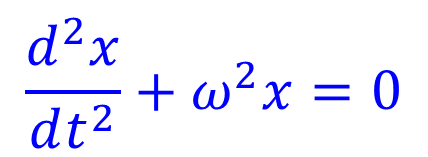 d²x/dt² + ω²x = 0